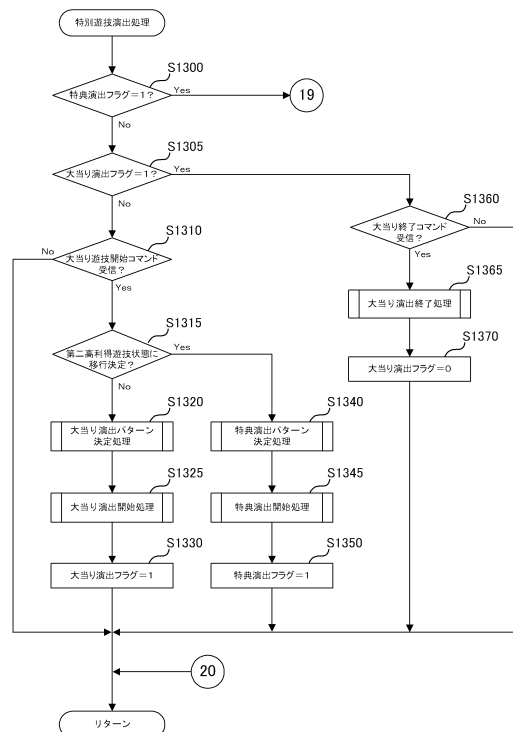 特別遊技演出処理
S1300
特典演出フラグ＝1？
Yes
19
No
S1305
大当り演出フラグ＝1？
Yes
No
S1360
大当り終了コマンド
受信？
No
Yes
S1310
大当り遊技開始コマンド
受信？
No
Yes
S1365
大当り演出終了処理
S1315
第二高利得遊技状態に
移行決定？
Yes
No
S1370
大当り演出フラグ＝0
S1320
大当り演出パターン
決定処理
S1340
特典演出パターン
決定処理
S1325
大当り演出開始処理
S1345
特典演出開始処理
S1330
大当り演出フラグ＝1
S1350
特典演出フラグ＝1
20
リターン